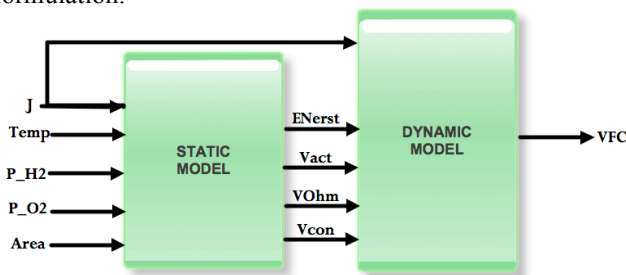 formulation.
J
Temp
P_H2
P_O2
Area
STATIC
MODEL
ENerst
Vact
VOhm
Vcon
DYNAMIC
MODEL
VFC